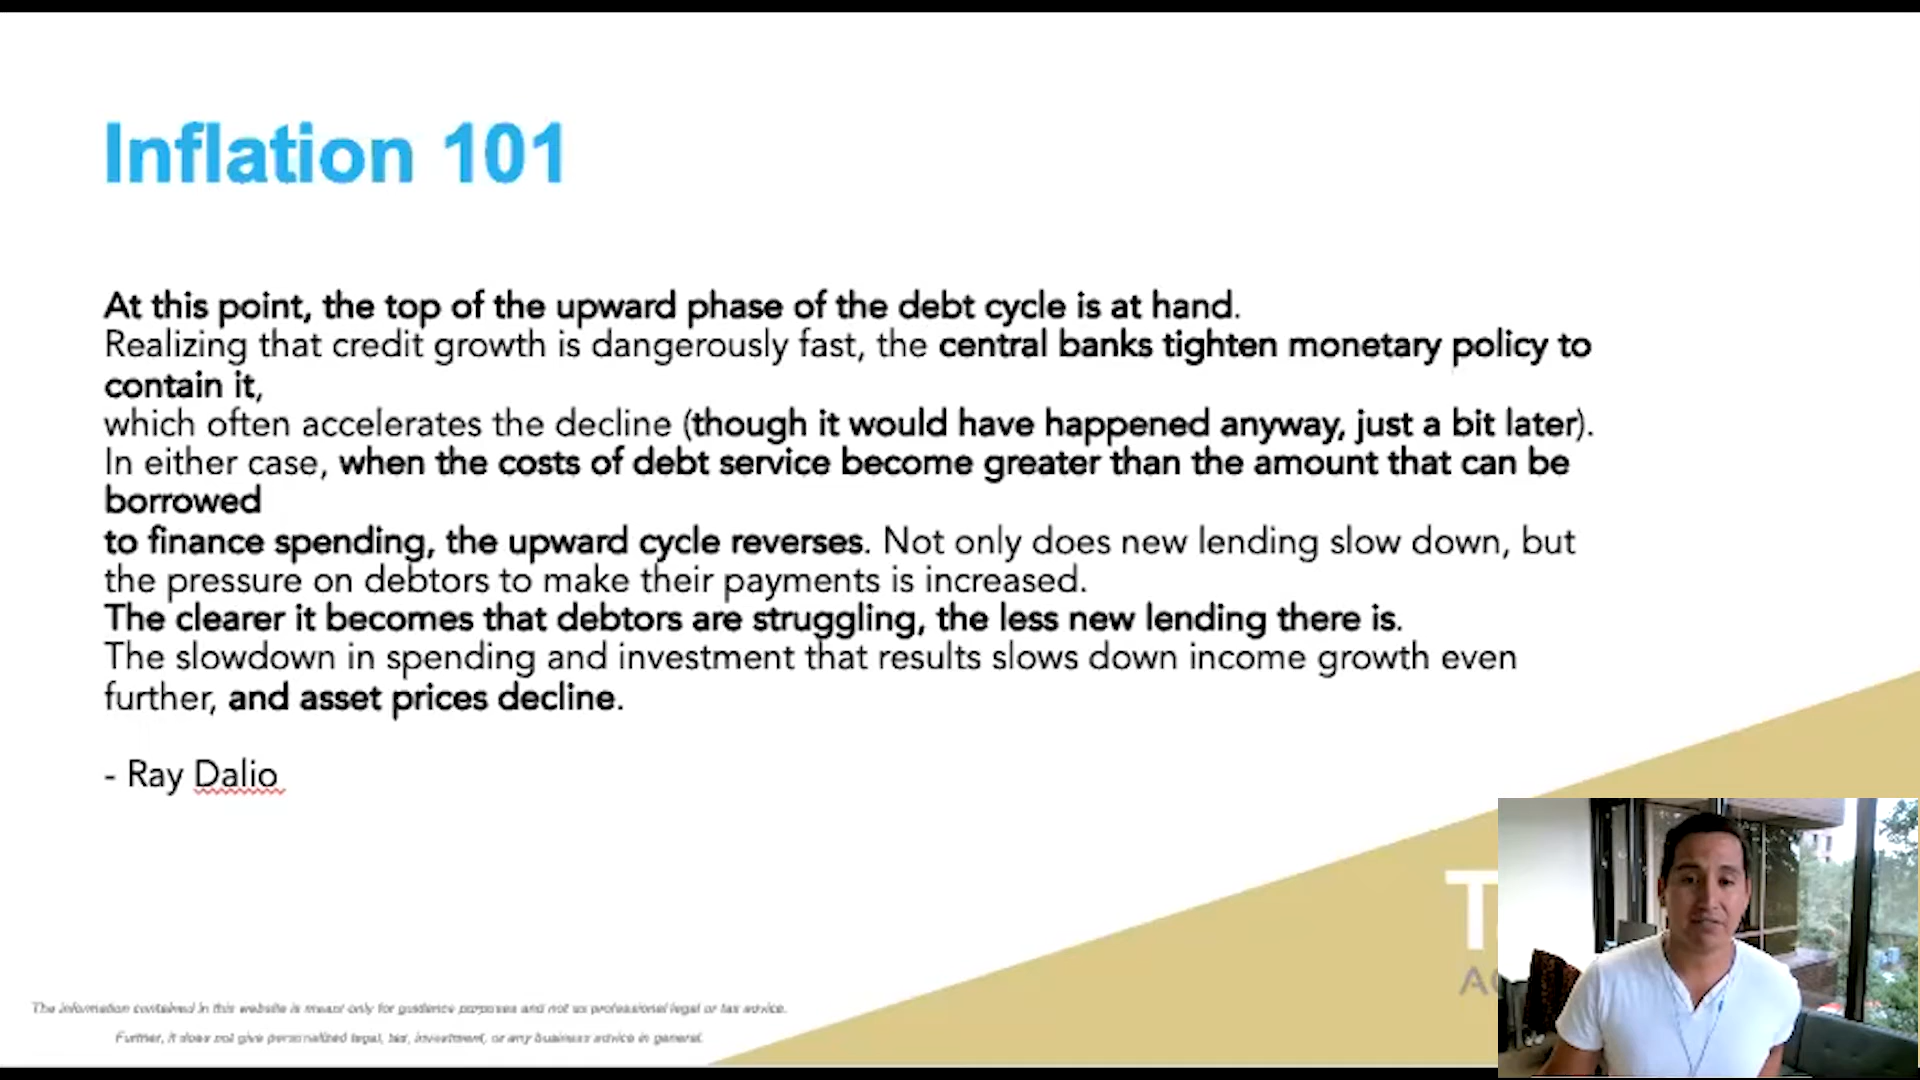 Inflation 101
At this point, the top of the upward phase of the debt cycle is at hand.
Realizing that credit growth is dangerously fast, the central banks tighten monetary policy to
contain it,
which often accelerates the decline (though it would have happened anyway, just a bit later).
In either case, when the costs of debt service become greater than the amount that can be
borrowed
to finance spending, the upward cycle reverses. Not only does new lending slow down, but
the pressure on debtors to make their payments is increased.
The clearer it becomes that debtors are struggling, the less new lending there is.
The slowdown in spending and investment that results slows down income growth even
further, and asset prices decline.
- Ray Dalio
The information contained in this website is meant only for guidance purposes and not as professional legal or tax advice.
Further, it does not give personalized legal, tax, investment, or any business advice in general.